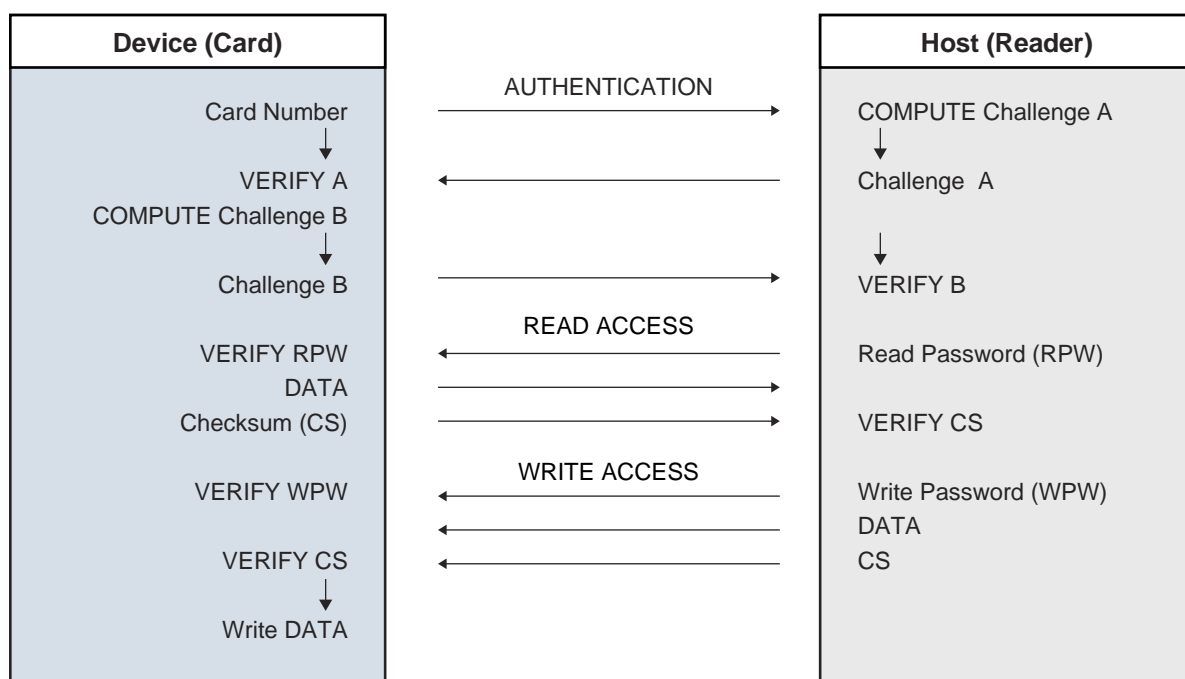 Device (Card)
Host (Reader)
AUTHENTICATION
Card Number
COMPUTE Challenge A
VERIFY A
Challenge A
COMPUTE Challenge B
Challenge B
VERIFY B
READ ACCESS
VERIFY RPW
Read Password (RPW)
DATA
Checksum (CS)
VERIFY CS
WRITE ACCESS
VERIFY WPW
Write Password (WPW)
DATA
VERIFY CS
CS
Write DATA